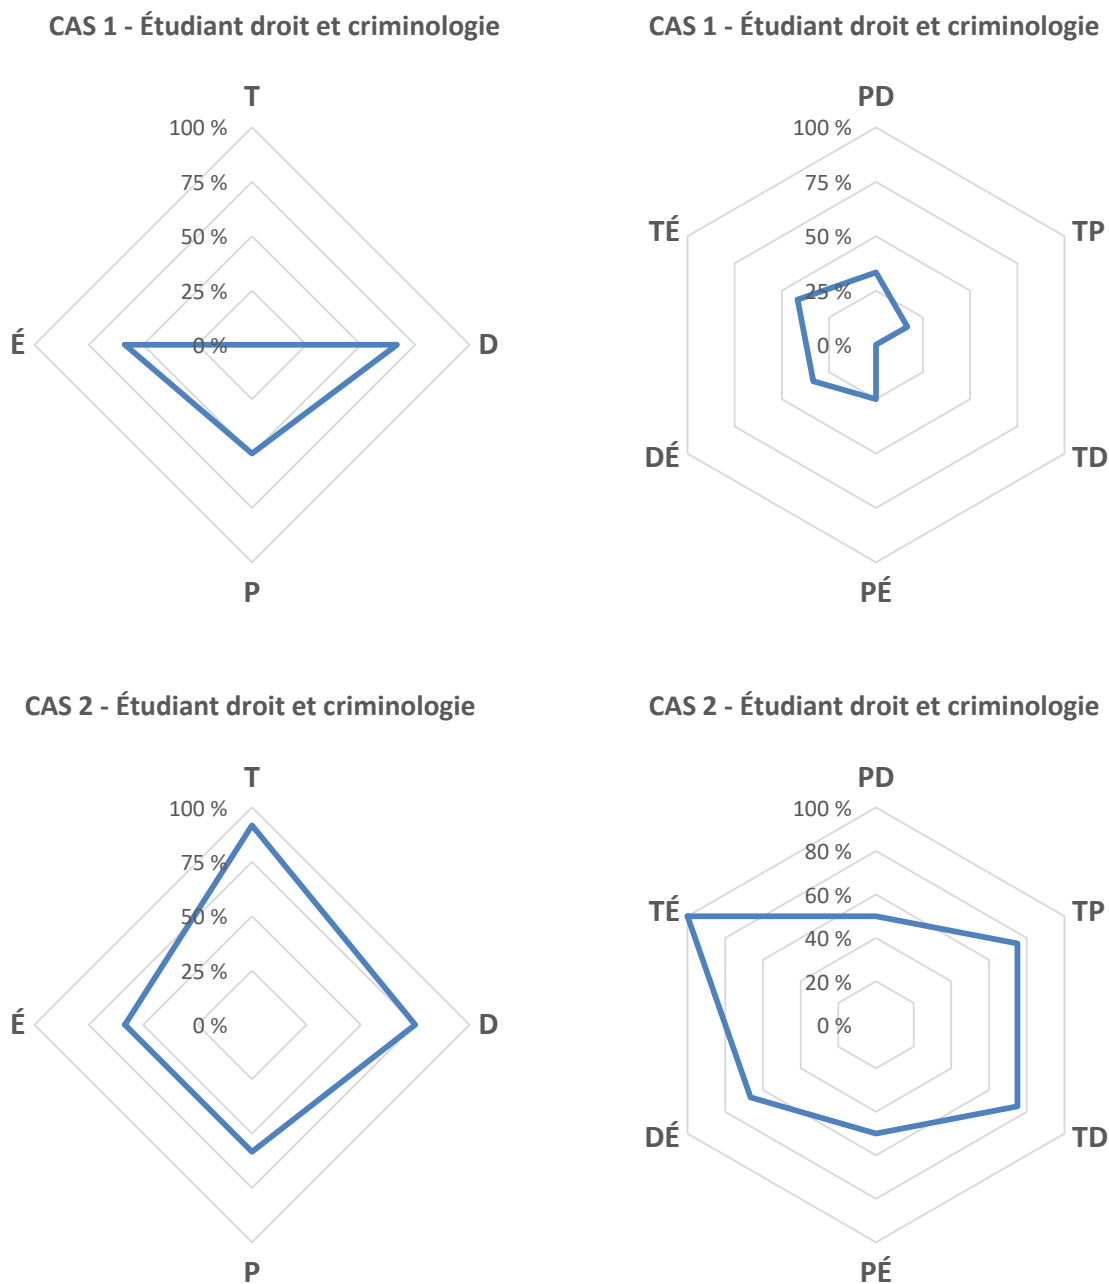 CAS 1 - Étudiant droit et criminologie
T
100 %
75 %
50 %
25 %
0 %
É
D
P
CAS 1 - Étudiant droit et criminologie
PD
100 %
75 %
50 %
25 %
0 %
TÉ
TP
DÉ
TD
PÉ
CAS 2 - Étudiant droit et criminologie
T
100 %
75 %
50 %
25 %
0 %
É
D
P
CAS 2 - Étudiant droit et criminologie
PD
100 %
80 %
60 %
40 %
20 %
0 %
TÉ
TP
DÉ
TD
PÉ